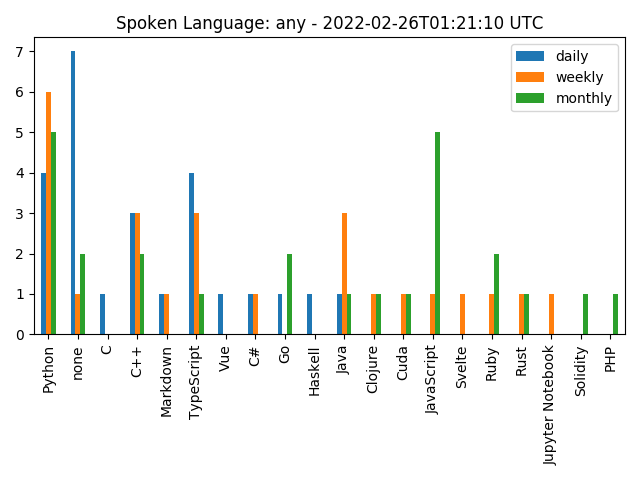 Spoken Language: any - 2022-02-26T01:21:10 UTC
daily
weekly
monthly
7
6
5
4
3
2
1
0
Python
none
C
C++
Markdown
TypeScript
Vue
C#
Go
Haskell
Java
Clojure
Cuda
JavaScript
Svelte
Ruby
Rust
Jupyter Notebook
Solidity
PHP